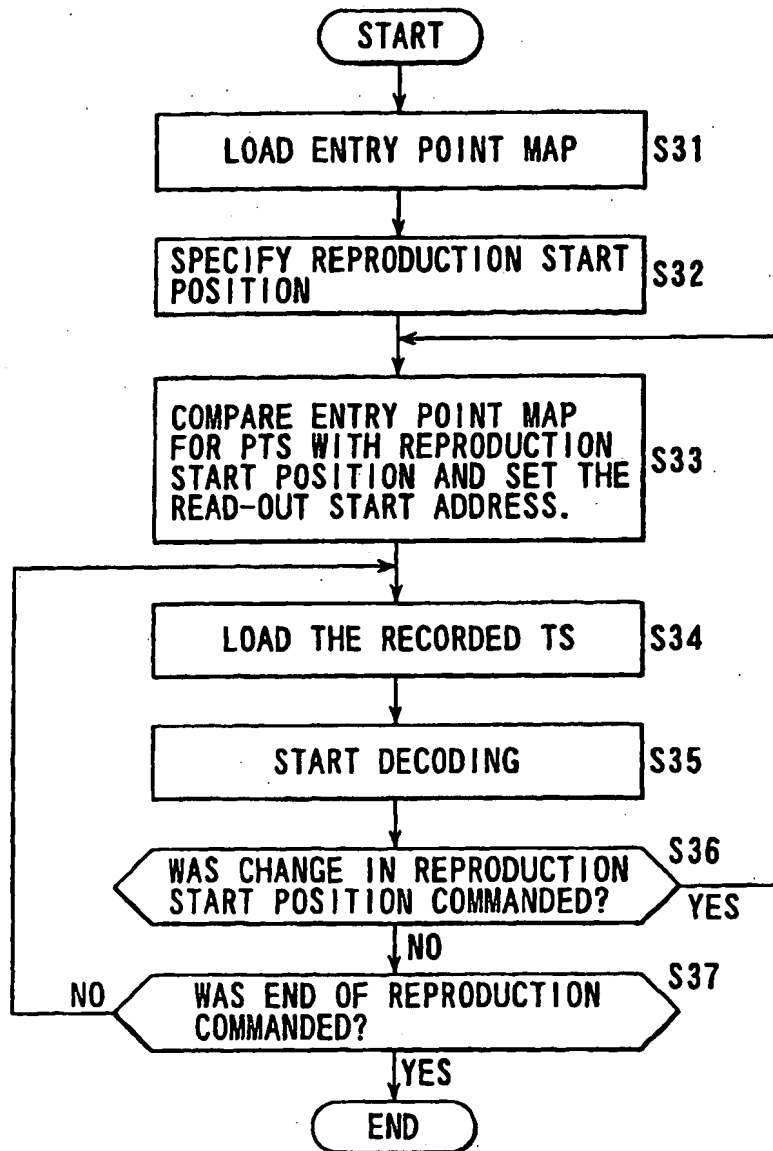 START
LOAD ENTRY POINT MAP
S31
SPECIFY REPRODUCTION START
POSITION
S32
COMPARE ENTRY POINT MAP
FOR PTS WITH REPRODUCTION
START POSITION AND SET THE
READ-OUT START ADDRESS.
S33
LOAD THE RECORDED TS
S34
START DECODING
S35
WAS CHANGE IN REPRODUCTION
START POSITION COMMANDED?
S36
YES
NO
WAS END OF REPRODUCTION
COMMANDED?
S37
NO
YES
END